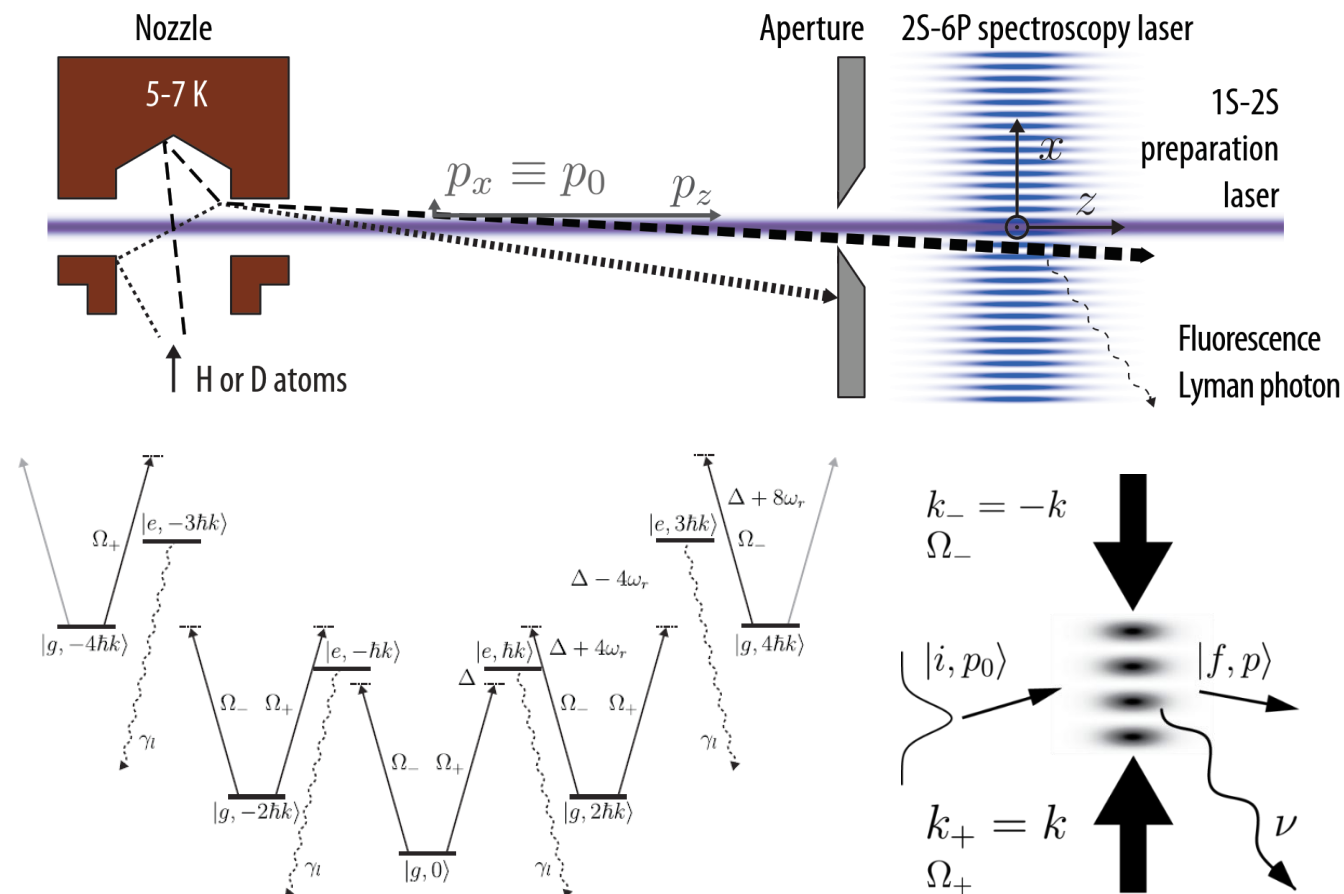 Nozzle
Aperture
2S-6P spectroscopy laser
5-7 K
1S-2S
preparation
laser
p_x ≡ p_0
p_z
x
z
H or D atoms
Fluorescence
Lyman photon
Ω_+
|e, -3ħk⟩
|e, 3ħk⟩
Δ + 8ω_r
Ω_-
Δ - 4ω_r
|g, -4ħk⟩
|g, 4ħk⟩
|e, -ħk⟩
|e, ħk⟩
Δ + 4ω_r
Δ
Ω_-
Ω_+
Ω_-
Ω_+
γ_l
γ_l
Ω_-
Ω_+
|g, -2ħk⟩
|g, 2ħk⟩
|g, 0⟩
γ_l
γ_l
k_- = -k
Ω_-
|i, p_0⟩
|f, p⟩
k_+ = k
Ω_+
ν